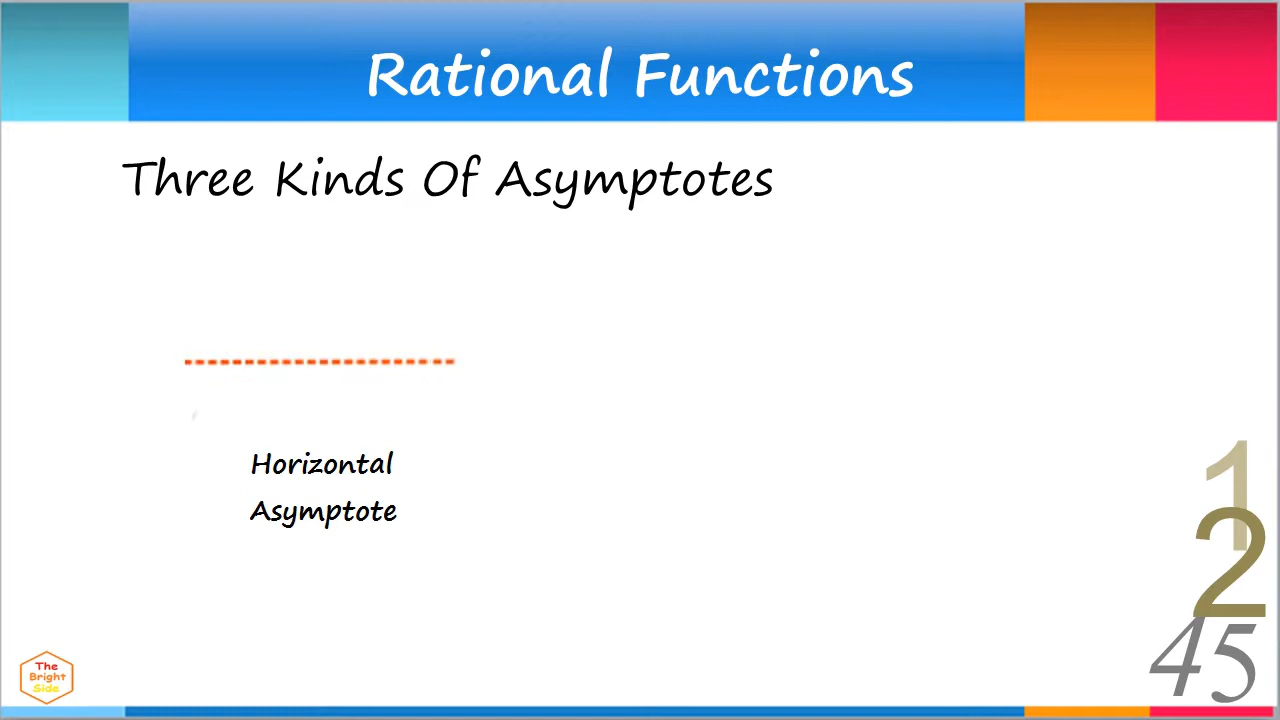 Rational Functions
Three Kinds Of Asymptotes
Horizontal
Asymptote
1
2
45
The
Bright
Side